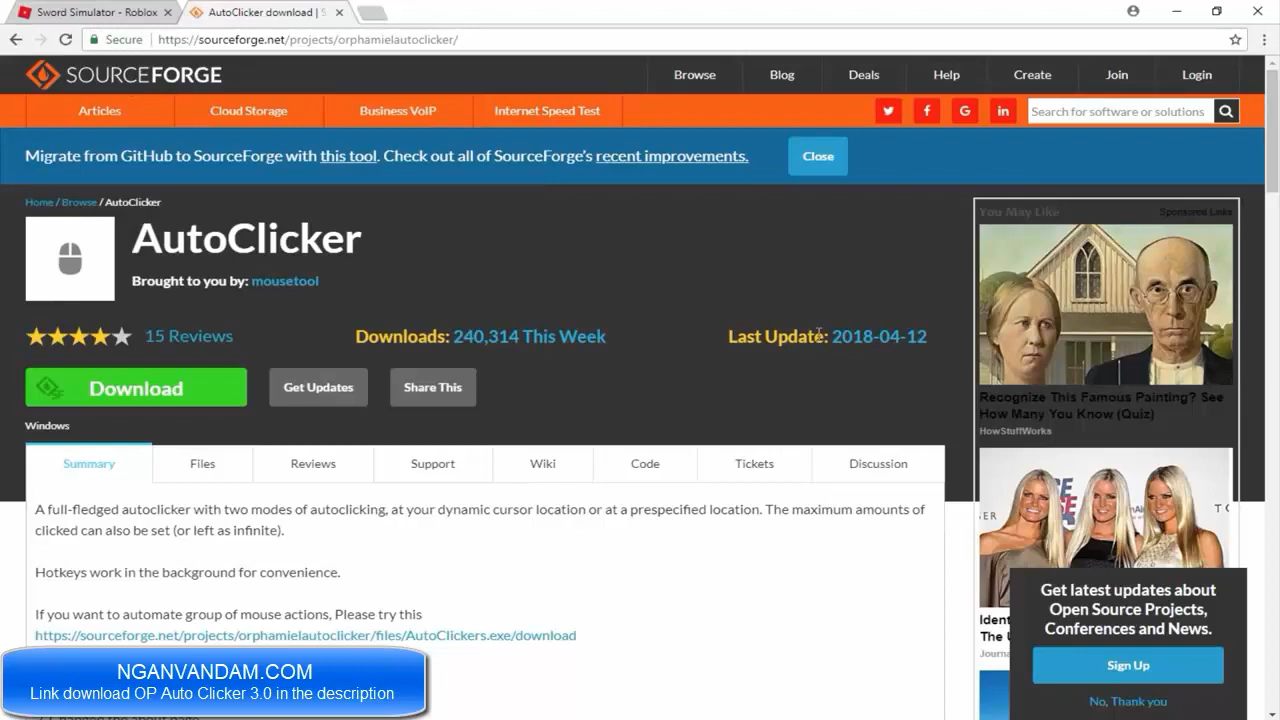 Sword Simulator - Roblox
AutoClicker download | S
Secure
https://sourceforge.net/projects/orphamielautoclicker/
SOURCEFORGE
Browse
Blog
Deals
Help
Create
Join
Login
Articles
Cloud Storage
Business VoIP
Internet Speed Test
Search for software or solutions
Migrate from GitHub to SourceForge with this tool. Check out all of SourceForge's recent improvements.
Close
Home / Browse / AutoClicker
AutoClicker
Brought to you by: mousetool
15 Reviews
Downloads: 240,314 This Week
Last Update: 2018-04-12
Download
Get Updates
Share This
Windows
Summary
Files
Reviews
Support
Wiki
Code
Tickets
Discussion
A full-fledged autoclicker with two modes of autoclicking, at your dynamic cursor location or at a prespecified location. The maximum amounts of
clicked can also be set (or left as infinite).
Hotkeys work in the background for convenience.
If you want to automate group of mouse actions, Please try this
https://sourceforge.net/projects/orphamielautoclicker/files/AutoClickers.exe/download
You May Like
Sponsored Links
Recognize This Famous Painting? See
How Many You Know (Quiz)
HowStuffWorks
Get latest updates about
Open Source Projects,
Conferences and News.
Sign Up
No, Thank you
NGANVANDAM.COM
Link download OP Auto Clicker 3.0 in the description